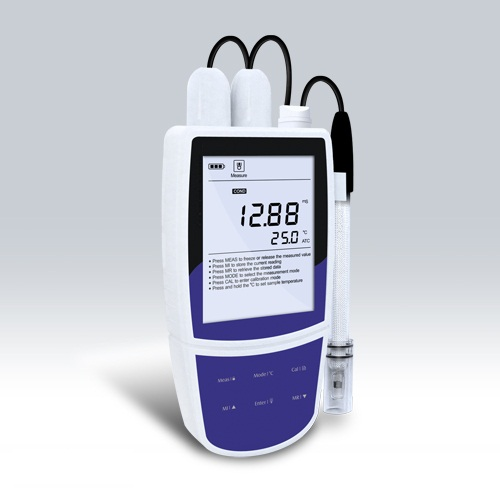 Measure
COND
12.88 mS
25.0 °C
ATC
• Press MEAS to freeze or release the measured value
• Press MI to store the current reading
• Press MR to retrieve the stored data
• Press MODE to select the measurement mode
• Press CAL to enter calibration mode
• Press and hold the °C to set sample temperature
Meas | Mode | °C Cal |
MI | ▲ Enter | MR | ▼